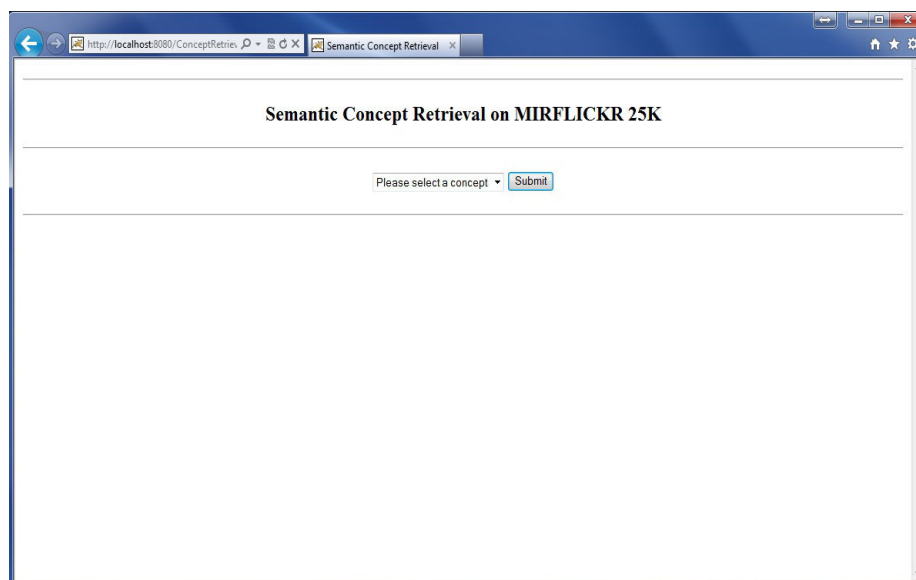 http://localhost:8080/ConceptRetriev
Semantic Concept Retrieval
Semantic Concept Retrieval on MIRFLICKR 25K
Please select a concept
Submit